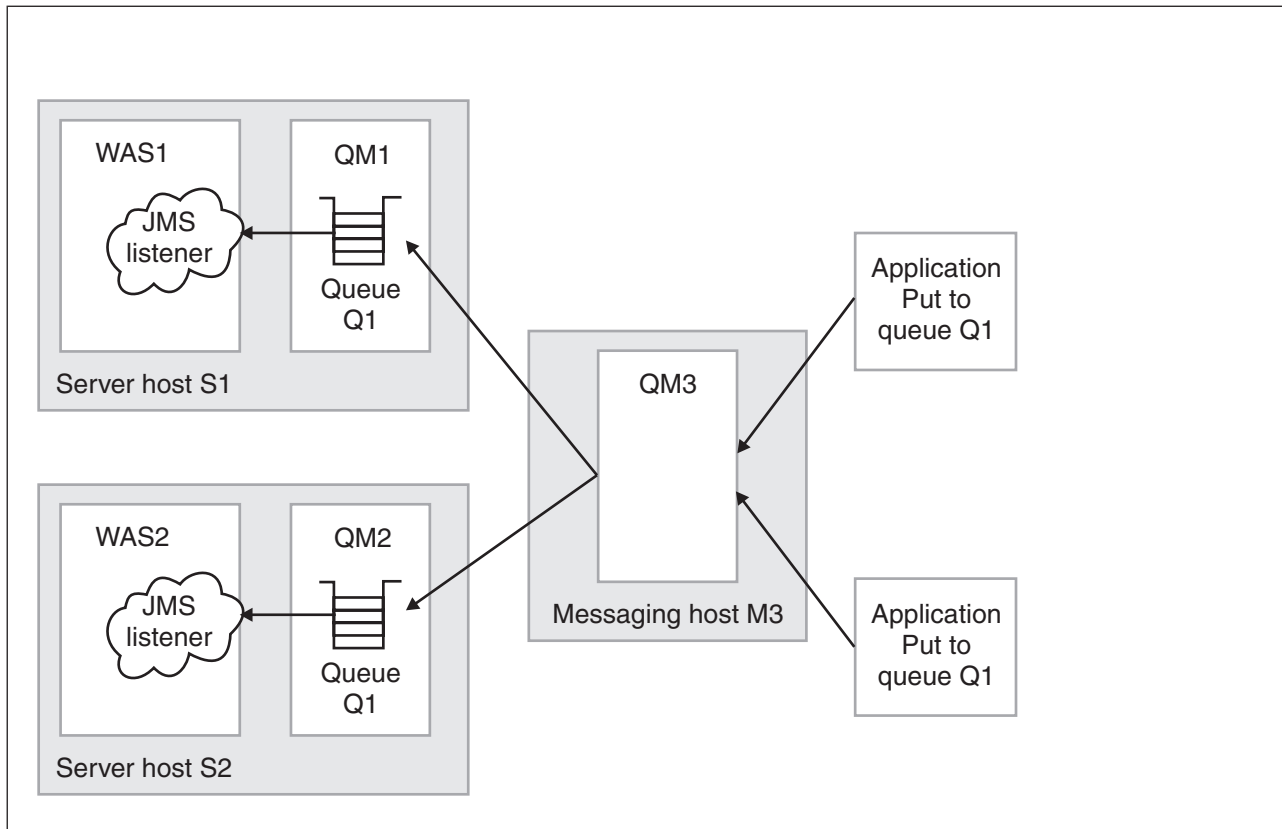 WAS1
JMS
listener
QM1
Queue
Q1
Server host S1
WAS2
JMS
listener
QM2
Queue
Q1
Server host S2
QM3
Messaging host M3
Application
Put to
queue Q1
Application
Put to
queue Q1